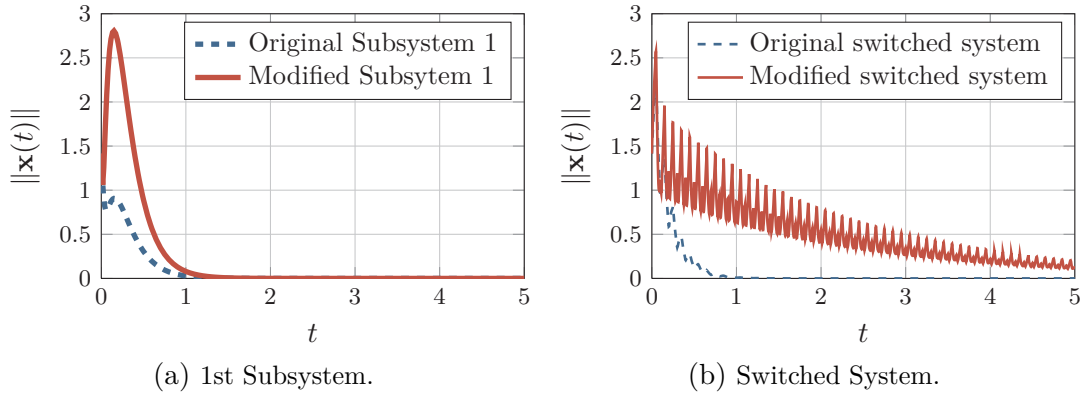 3
2.5
2
1.5
1
0.5
0
0 1 2 3 4 5
‖x(t)‖
t
Original Subsystem 1
Modified Subsytem 1
(a) 1st Subsystem.
3
2.5
2
1.5
1
0.5
0
0 1 2 3 4 5
‖x(t)‖
t
Original switched system
Modified switched system
(b) Switched System.